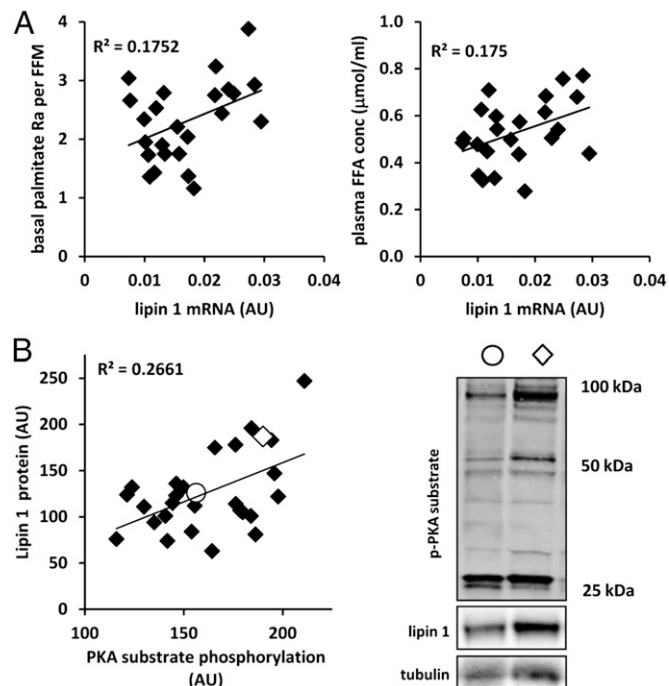 A
R² = 0.1752
basal palmitate Ra per FFM
4
3
2
1
0
0 0.01 0.02 0.03 0.04
lipin 1 mRNA (AU)
R² = 0.175
plasma FFA conc (μmol/ml)
1.0
0.8
0.6
0.4
0.2
0.0
0 0.01 0.02 0.03 0.04
lipin 1 mRNA (AU)
B
R² = 0.2661
Lipin 1 protein (AU)
250
200
150
100
50
0
100 150 200
PKA substrate phosphorylation
(AU)
p-PKA substrate
100 kDa
50 kDa
25 kDa
lipin 1
tubulin